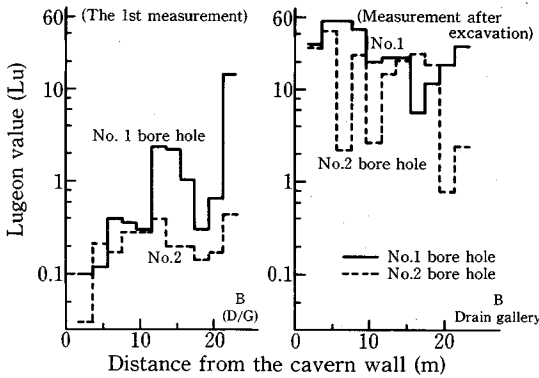 (The 1st measurement)
(Measurement after
excavation)
Lugeon value (Lu)
60
10
1
0.1
No. 1 bore hole
No.2
B
(D/G)
0
10
20
60
10
1
0.1
No.1
No.2 bore hole
No.1 bore hole
No.2 bore hole
B
Drain gallery
0
10
20
Distance from the cavern wall (m)